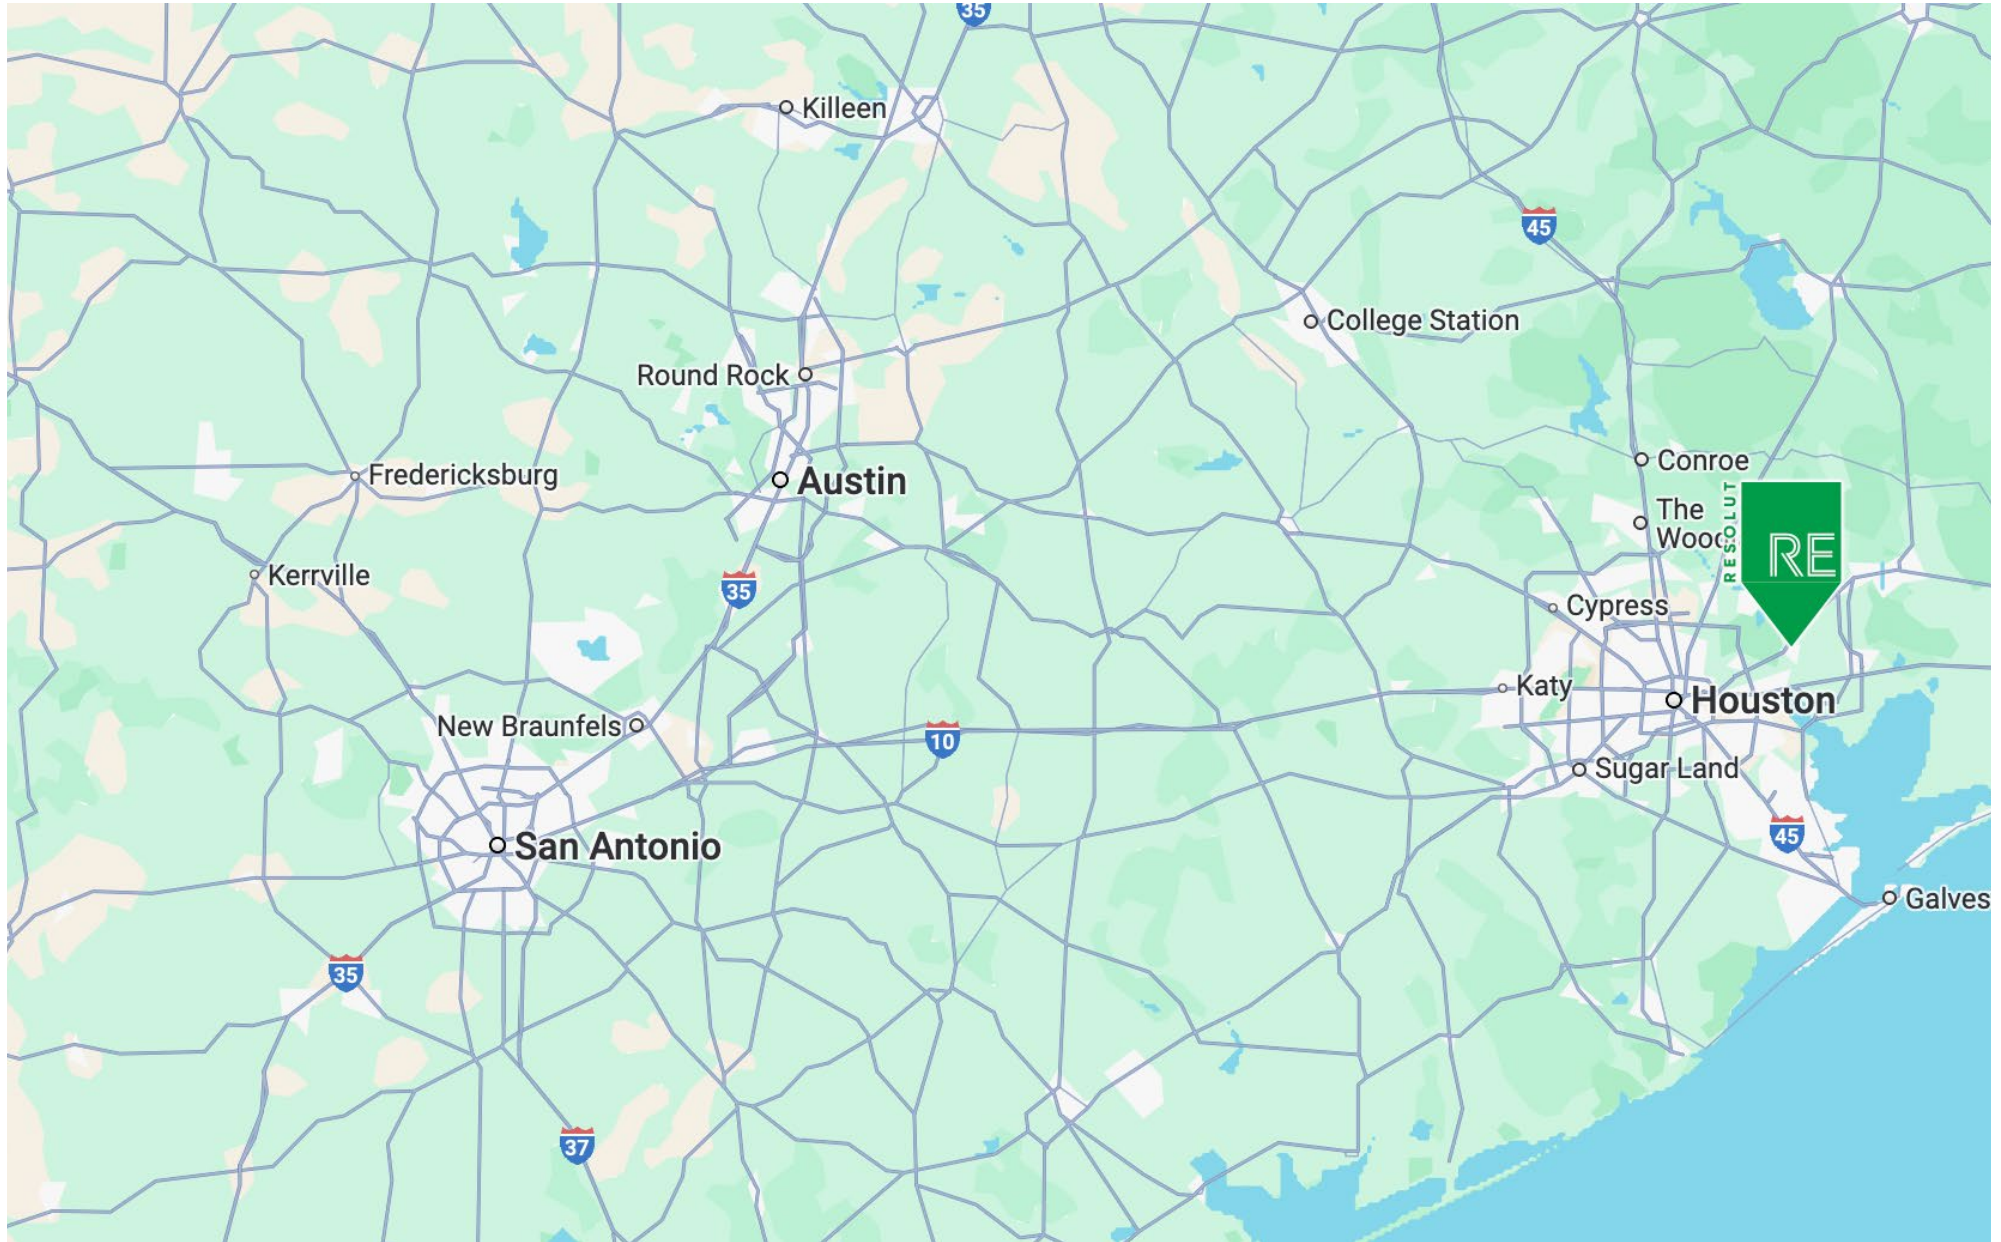 35
Killeen
45
College Station
Round Rock
Austin
Fredericksburg
Conroe
The
Wood
RESOLUT
RE
Kerrville
35
Cypress
Katy
Houston
New Braunfels
10
Sugar Land
45
San Antonio
Galves
35
37